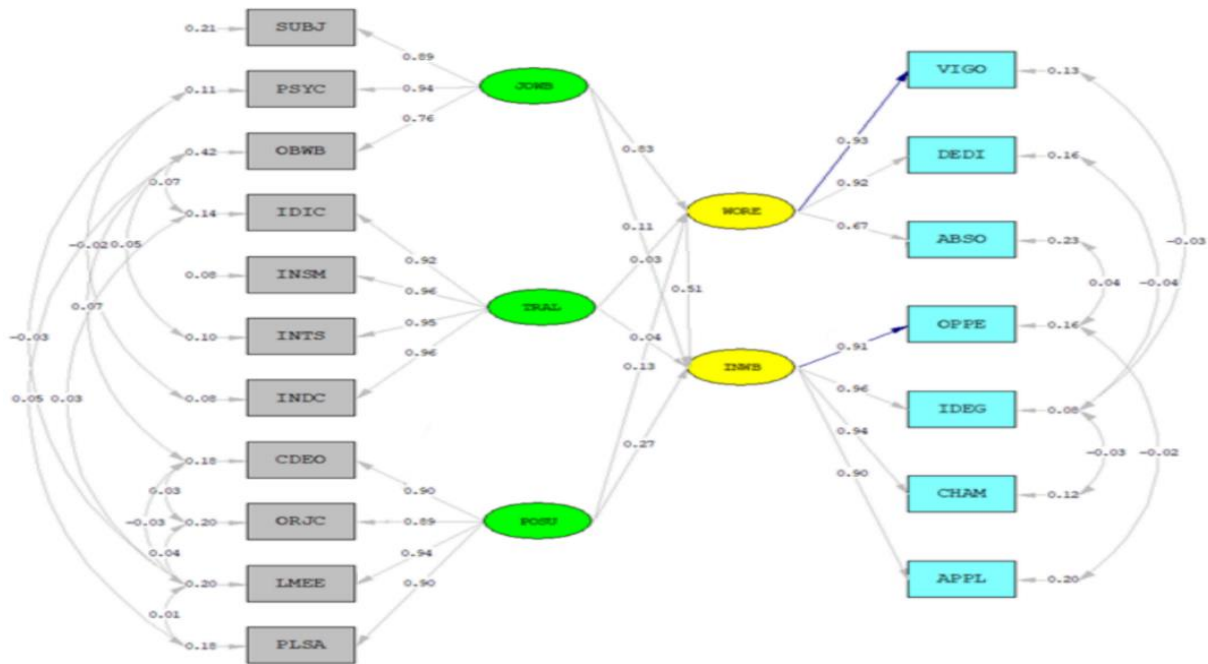 0.21 SUBJ
0.89
0.11 PSYC 0.94 JOWB VIGO 0.13
0.76
0.42 OBWB 0.83 0.93 DEDI 0.16
0.07 0.92
0.14 IDIC WORE
0.11 0.67 ABSO 0.23
-0.02 0.05 -0.03
0.92 0.03
0.08 INSM 0.96 0.51 0.04 -0.04
0.07 TRAL
0.95 OPPE 0.16
-0.03 0.10 INTS 0.96 0.04 0.91
0.13 INWB
0.05 0.03 0.08 INDC 0.96 IDEG 0.08
0.94
0.27 -0.03 -0.02
0.18 CDEO 0.90
0.03 0.90 CHAM 0.12
-0.03 0.20 ORJC 0.89 POSU
0.04 0.94
0.20 LMEE 0.90 APPL 0.20
0.01
0.18 PLSA